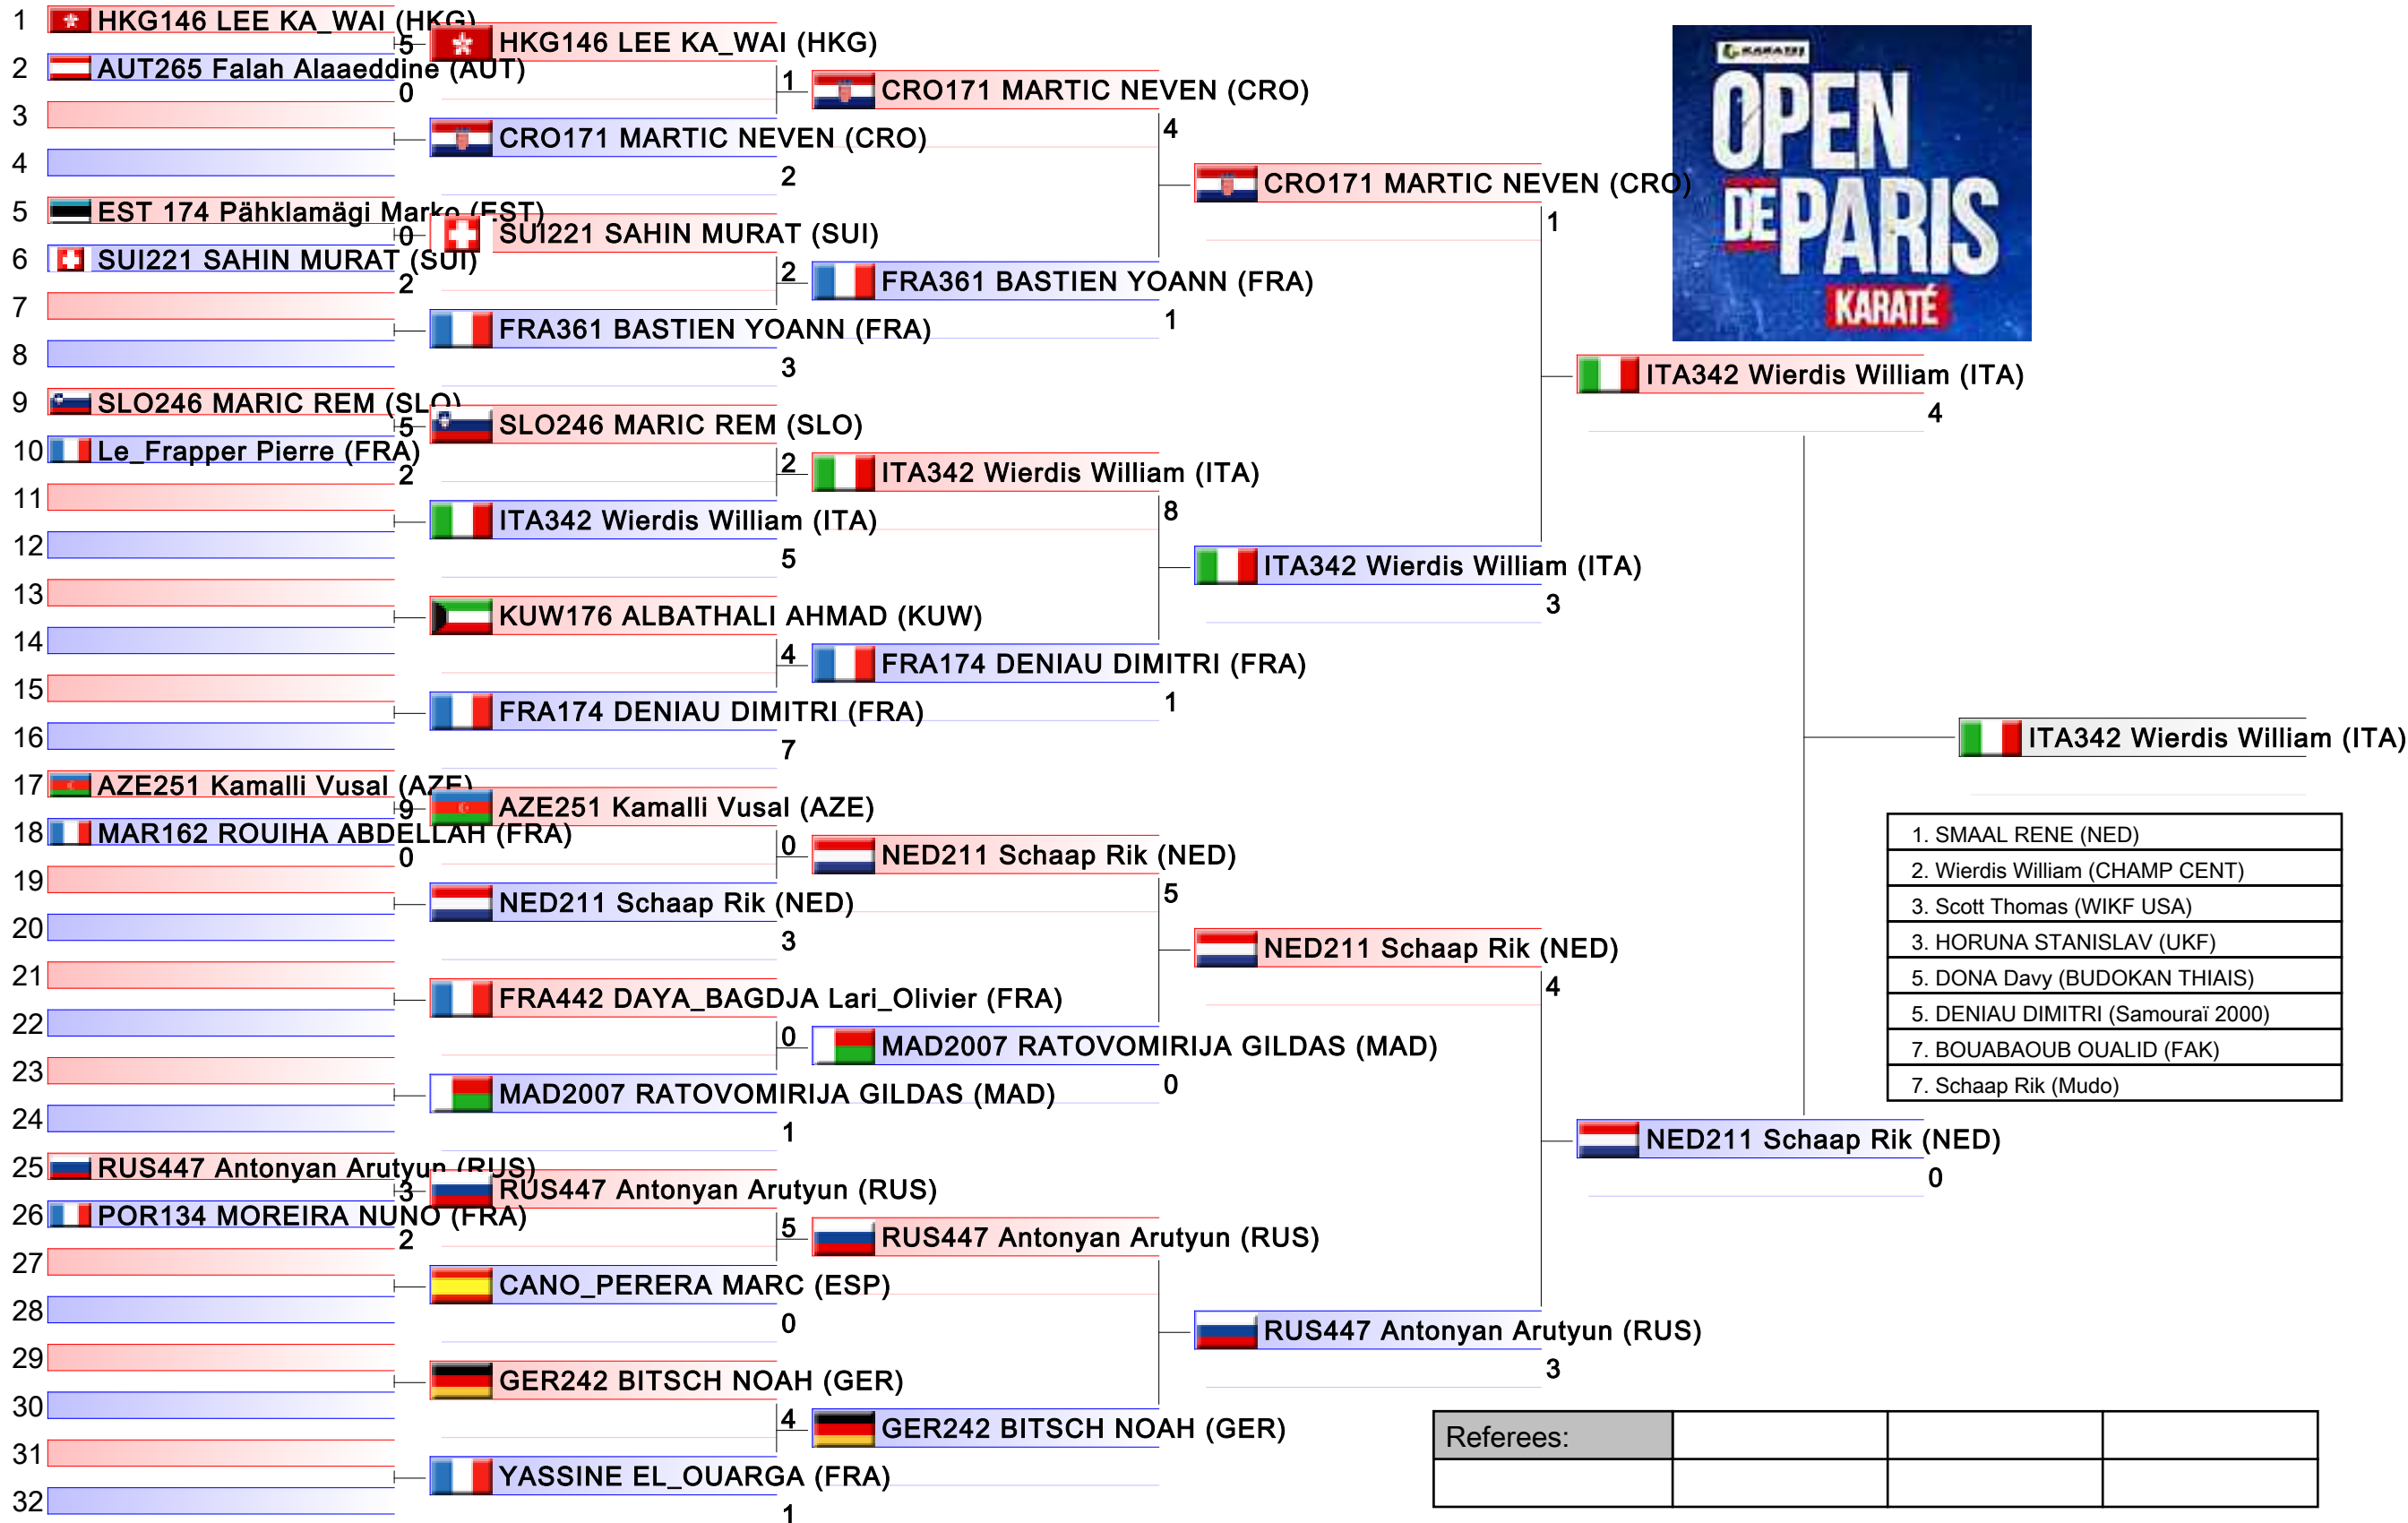 1 HKG146 LEE KA_WAI (HKG)
5
2 AUT265 Falah Alaaeddine (AUT)
0
3
4
5 EST 174 Pähklamägi Marko (EST)
0
6 SUI221 SAHIN MURAT (SUI)
2
7
8
9 SLO246 MARIC REM (SLO)
5
10 Le_Frapper Pierre (FRA)
2
11
12
13
14
15
16
17 AZE251 Kamalli Vusal (AZE)
9
18 MAR162 ROUIHA ABDELLAH (FRA)
0
19
20
21
22
23
24
25 RUS447 Antonyan Arutyun (RUS)
3
26 POR134 MOREIRA NUNO (FRA)
2
27
28
29
30
31
32
HKG146 LEE KA_WAI (HKG)
1
CRO171 MARTIC NEVEN (CRO)
2
SUI221 SAHIN MURAT (SUI)
2
FRA361 BASTIEN YOANN (FRA)
3
SLO246 MARIC REM (SLO)
2
ITA342 Wierdis William (ITA)
5
KUW176 ALBATHALI AHMAD (KUW)
4
FRA174 DENIAU DIMITRI (FRA)
7
AZE251 Kamalli Vusal (AZE)
0
NED211 Schaap Rik (NED)
3
FRA442 DAYA_BAGDJA Lari_Olivier (FRA)
0
MAD2007 RATOVOMIRIJA GILDAS (MAD)
1
RUS447 Antonyan Arutyun (RUS)
5
CANO_PERERA MARC (ESP)
0
GER242 BITSCH NOAH (GER)
4
YASSINE EL_OUARGA (FRA)
1
CRO171 MARTIC NEVEN (CRO)
4
FRA361 BASTIEN YOANN (FRA)
1
ITA342 Wierdis William (ITA)
8
FRA174 DENIAU DIMITRI (FRA)
1
NED211 Schaap Rik (NED)
5
MAD2007 RATOVOMIRIJA GILDAS (MAD)
0
RUS447 Antonyan Arutyun (RUS)
GER242 BITSCH NOAH (GER)
CRO171 MARTIC NEVEN (CRO)
1
ITA342 Wierdis William (ITA)
3
NED211 Schaap Rik (NED)
4
RUS447 Antonyan Arutyun (RUS)
3
ITA342 Wierdis William (ITA)
4
NED211 Schaap Rik (NED)
0
ITA342 Wierdis William (ITA)
OPEN
DE PARIS
KARATÉ
1. SMAAL RENE (NED)
2. Wierdis William (CHAMP CENT)
3. Scott Thomas (WIKF USA)
3. HORUNA STANISLAV (UKF)
5. DONA Davy (BUDOKAN THIAIS)
5. DENIAU DIMITRI (Samouraï 2000)
7. BOUABAOUB OUALID (FAK)
7. Schaap Rik (Mudo)
Referees: